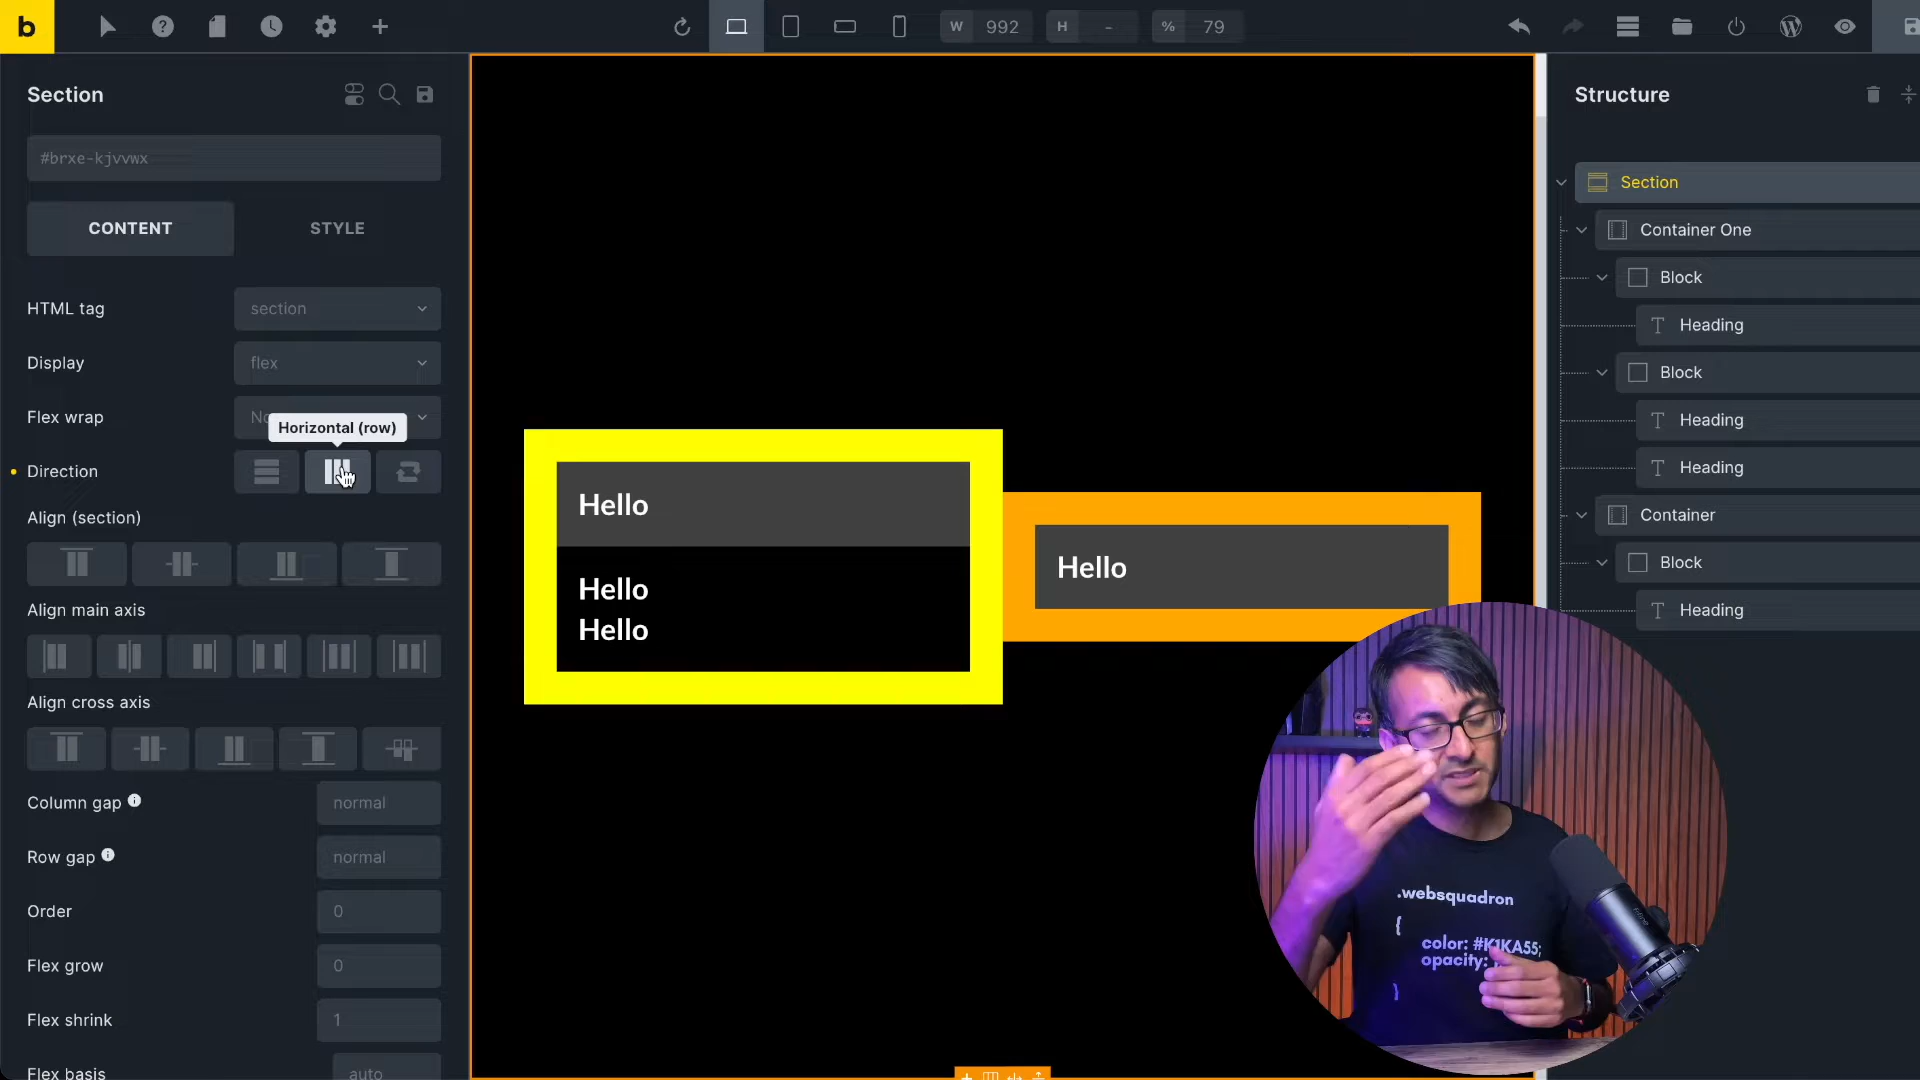 b
W 992 H - % 79
Section
#brxe-kjvvwx
CONTENT STYLE
HTML tag section
Display flex
Flex wrap No
Horizontal (row)
Direction
Align (section)
Align main axis
Align cross axis
Column gap normal
Row gap normal
Order 0
Flex grow 0
Flex shrink 1
Flex basis auto
Hello
Hello
Hello
Hello
Structure
Section
Container One
Block
Heading
Block
Heading
Heading
Container
Block
Heading
.websquadron
{
color: #K1KA55;
opacity:
}